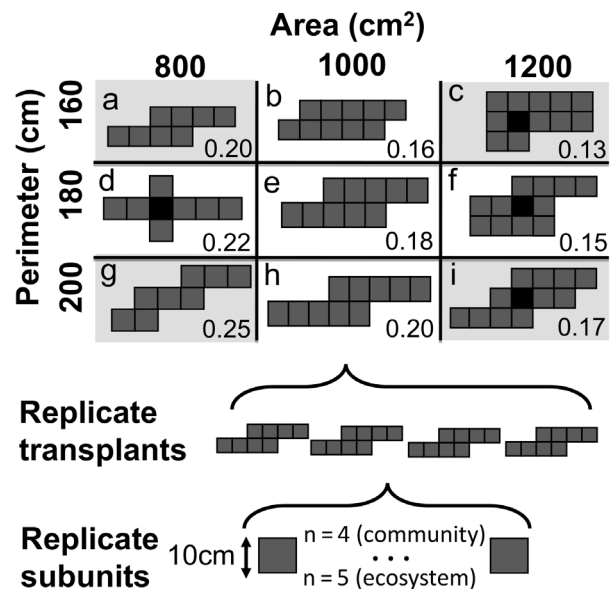 Area (cm²)
800 1000 1200
Perimeter (cm)
160
a 0.20
b 0.16
c 0.13
180
d 0.22
e 0.18
f 0.15
200
g 0.25
h 0.20
i 0.17
Replicate
transplants
Replicate
subunits
10cm
n = 4 (community)
. . .
n = 5 (ecosystem)